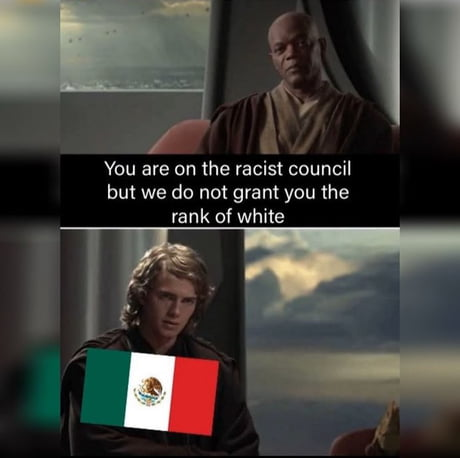 You are on the racist council
but we do not grant you the
rank of white